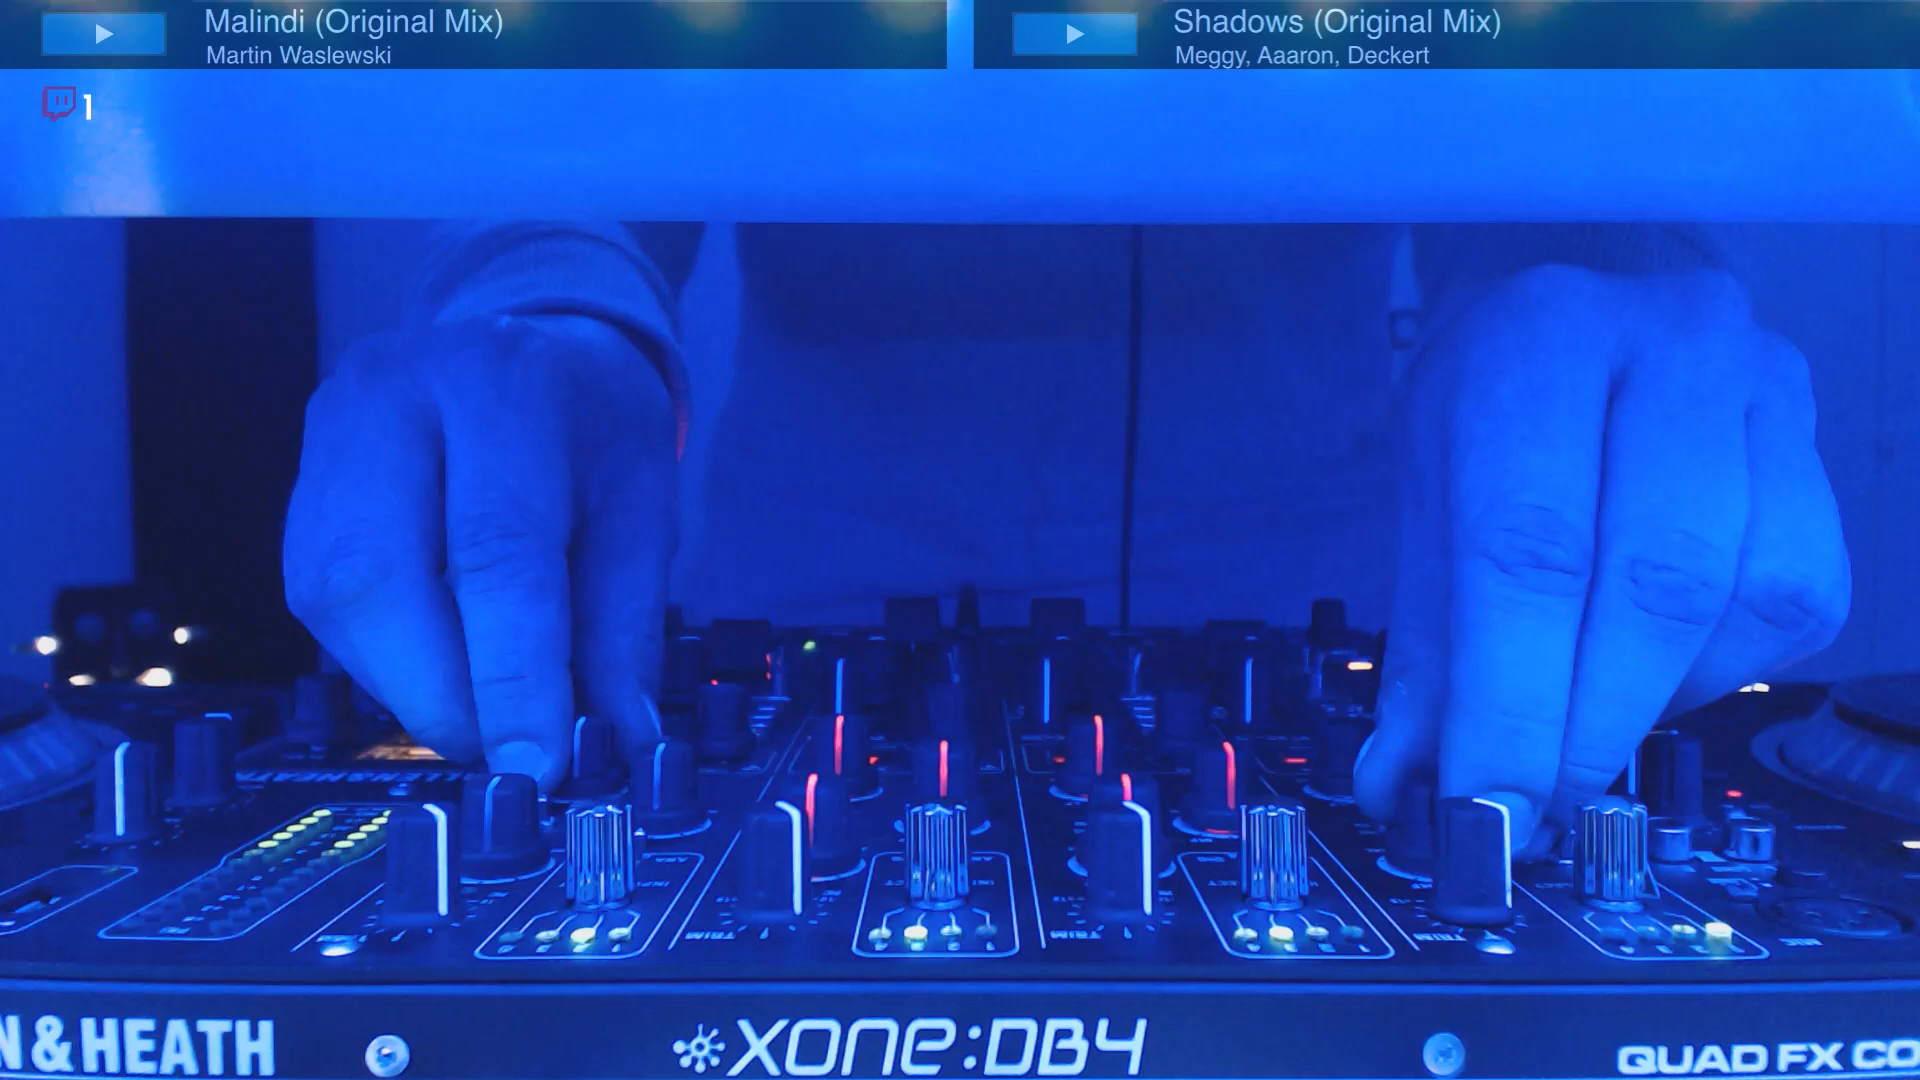 Malindi (Original Mix)
Martin Waslewski
Shadows (Original Mix)
Meggy, Aaaron, Deckert
1
N & HEATH
XONE:DB4
QUAD FX CO